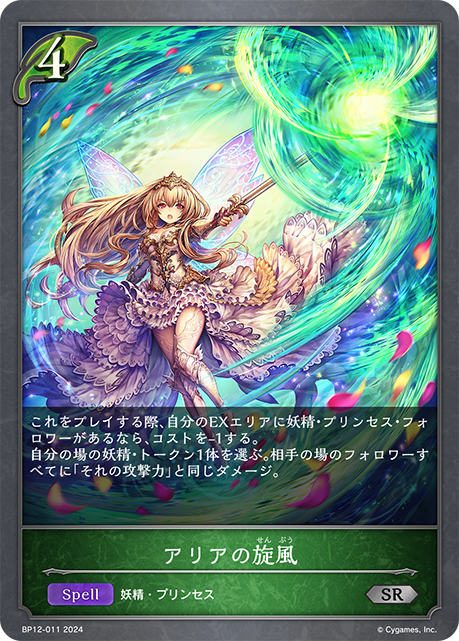 4
これをプレイする際、自分のEXエリアに妖精・プリンセス・フォ
ロワーがあるなら、コストを-1する。
自分の場の妖精・トークン1体を選ぶ。相手の場のフォロワーす
べてに「それの攻撃力」と同じダメージ。
せん ぷう
アリアの旋風
Spell 妖精・プリンセス SR
BP12-011 2024 © Cygames, Inc.